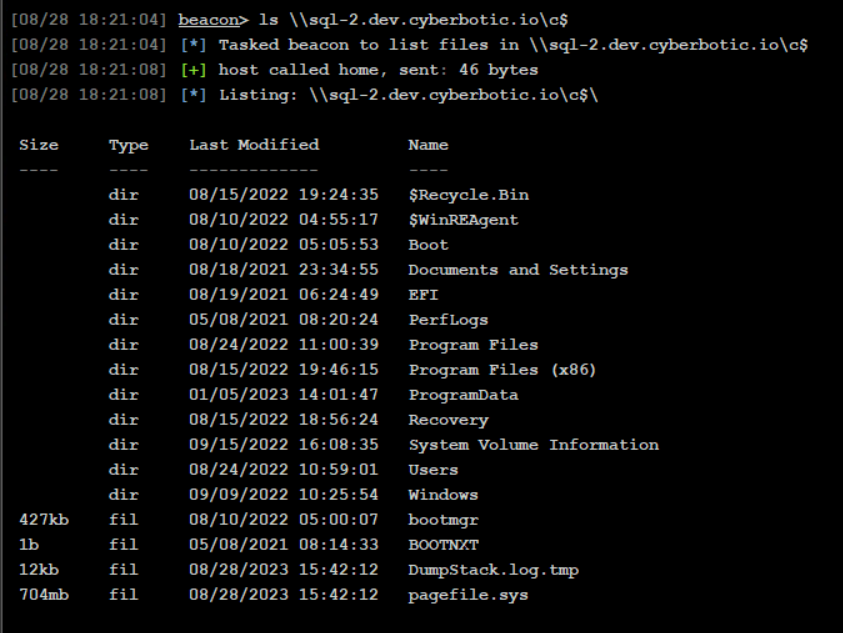 [08/28 18:21:04] beacon> ls \\sql-2.dev.cyberbotic.io\c$
[08/28 18:21:04] [*] Tasked beacon to list files in \\sql-2.dev.cyberbotic.io\c$
[08/28 18:21:08] [+] host called home, sent: 46 bytes
[08/28 18:21:08] [*] Listing: \\sql-2.dev.cyberbotic.io\c$\
Size Type Last Modified Name
---- ---- ------------- ----
dir 08/15/2022 19:24:35 $Recycle.Bin
dir 08/10/2022 04:55:17 $WinREAgent
dir 08/10/2022 05:05:53 Boot
dir 08/18/2021 23:34:55 Documents and Settings
dir 08/19/2021 06:24:49 EFI
dir 05/08/2021 08:20:24 PerfLogs
dir 08/24/2022 11:00:39 Program Files
dir 08/15/2022 19:46:15 Program Files (x86)
dir 01/05/2023 14:01:47 ProgramData
dir 08/15/2022 18:56:24 Recovery
dir 09/15/2022 16:08:35 System Volume Information
dir 08/24/2022 10:59:01 Users
dir 09/09/2022 10:25:54 Windows
427kb fil 08/10/2022 05:00:07 bootmgr
1b fil 05/08/2021 08:14:33 BOOTNXT
12kb fil 08/28/2023 15:42:12 DumpStack.log.tmp
704mb fil 08/28/2023 15:42:12 pagefile.sys